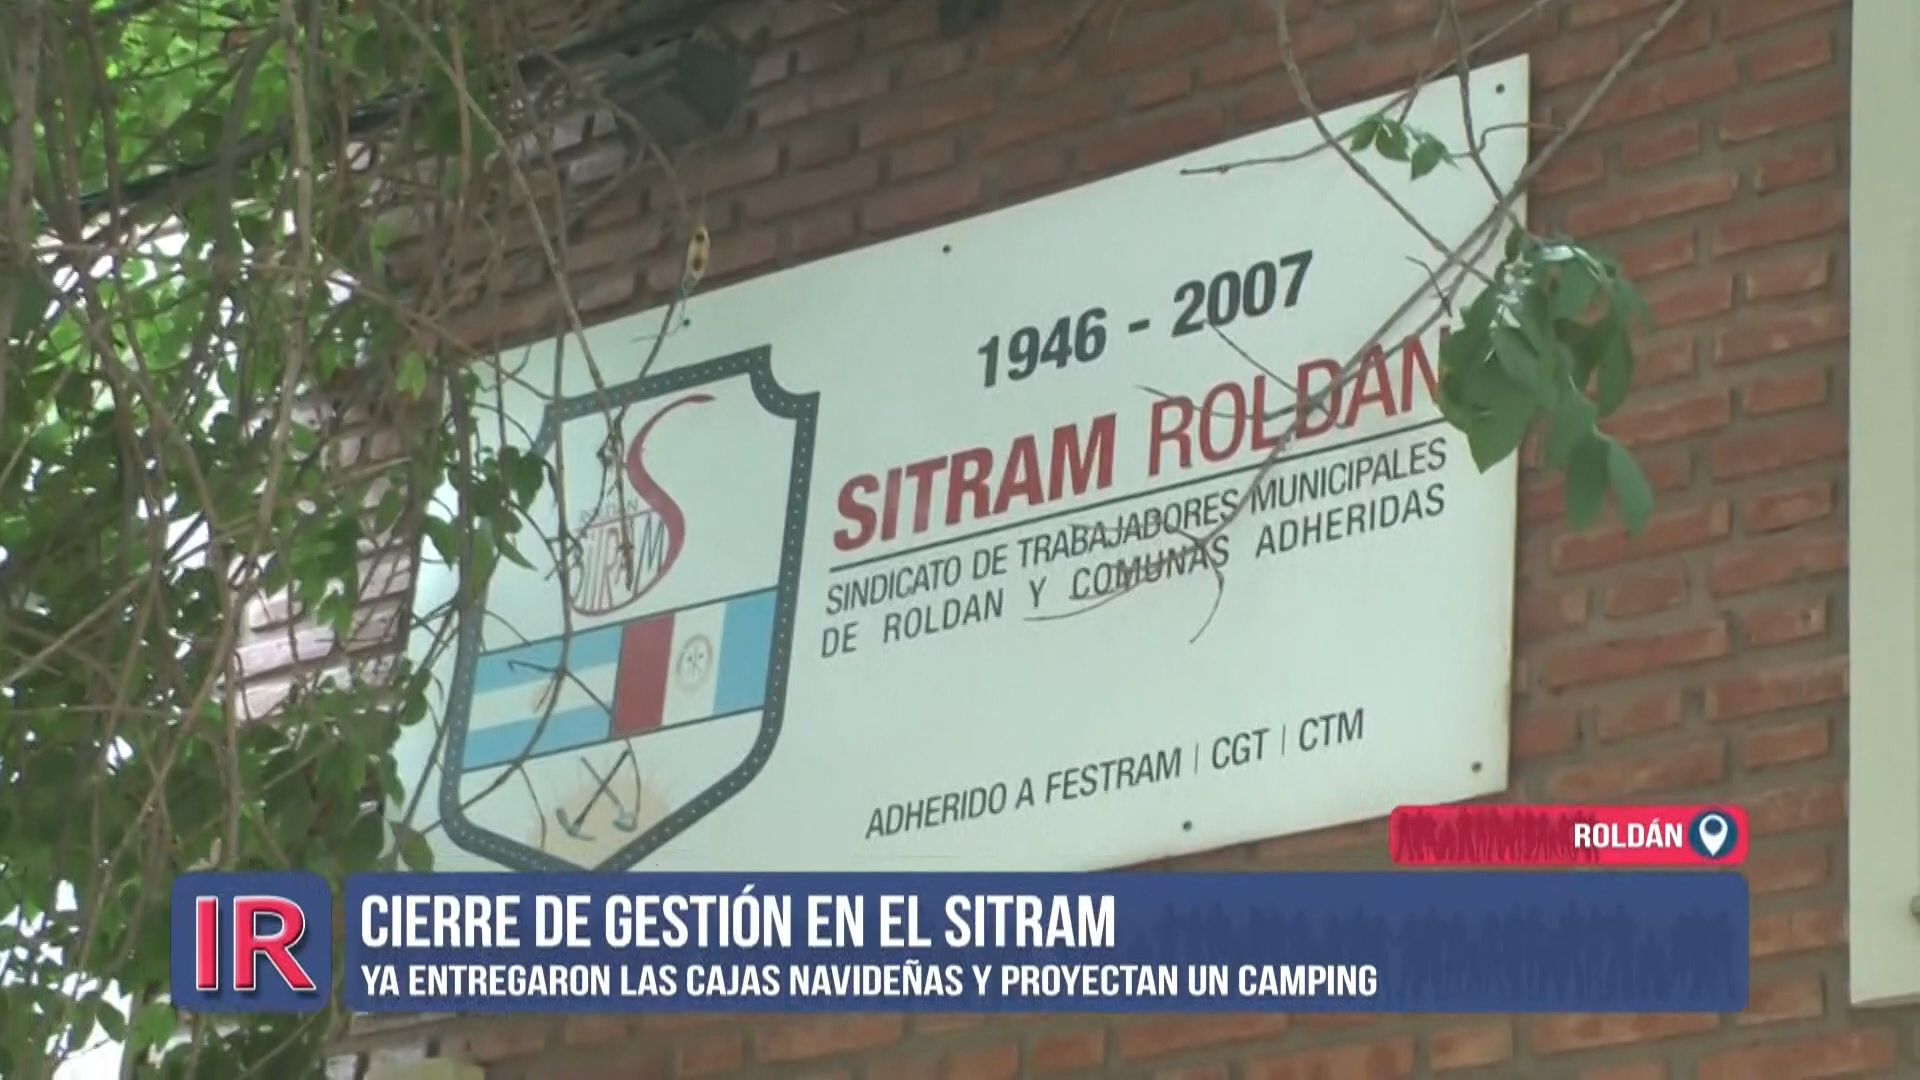 1946 - 2007
SITRAM ROLDAN
SINDICATO DE TRABAJADORES MUNICIPALES
DE ROLDAN Y COMUNAS ADHERIDAS
ADHERIDO A FESTRAM | CGT | CTM
S
SITRAM
ROLDÁN
IR
CIERRE DE GESTIÓN EN EL SITRAM
YA ENTREGARON LAS CAJAS NAVIDEÑAS Y PROYECTAN UN CAMPING